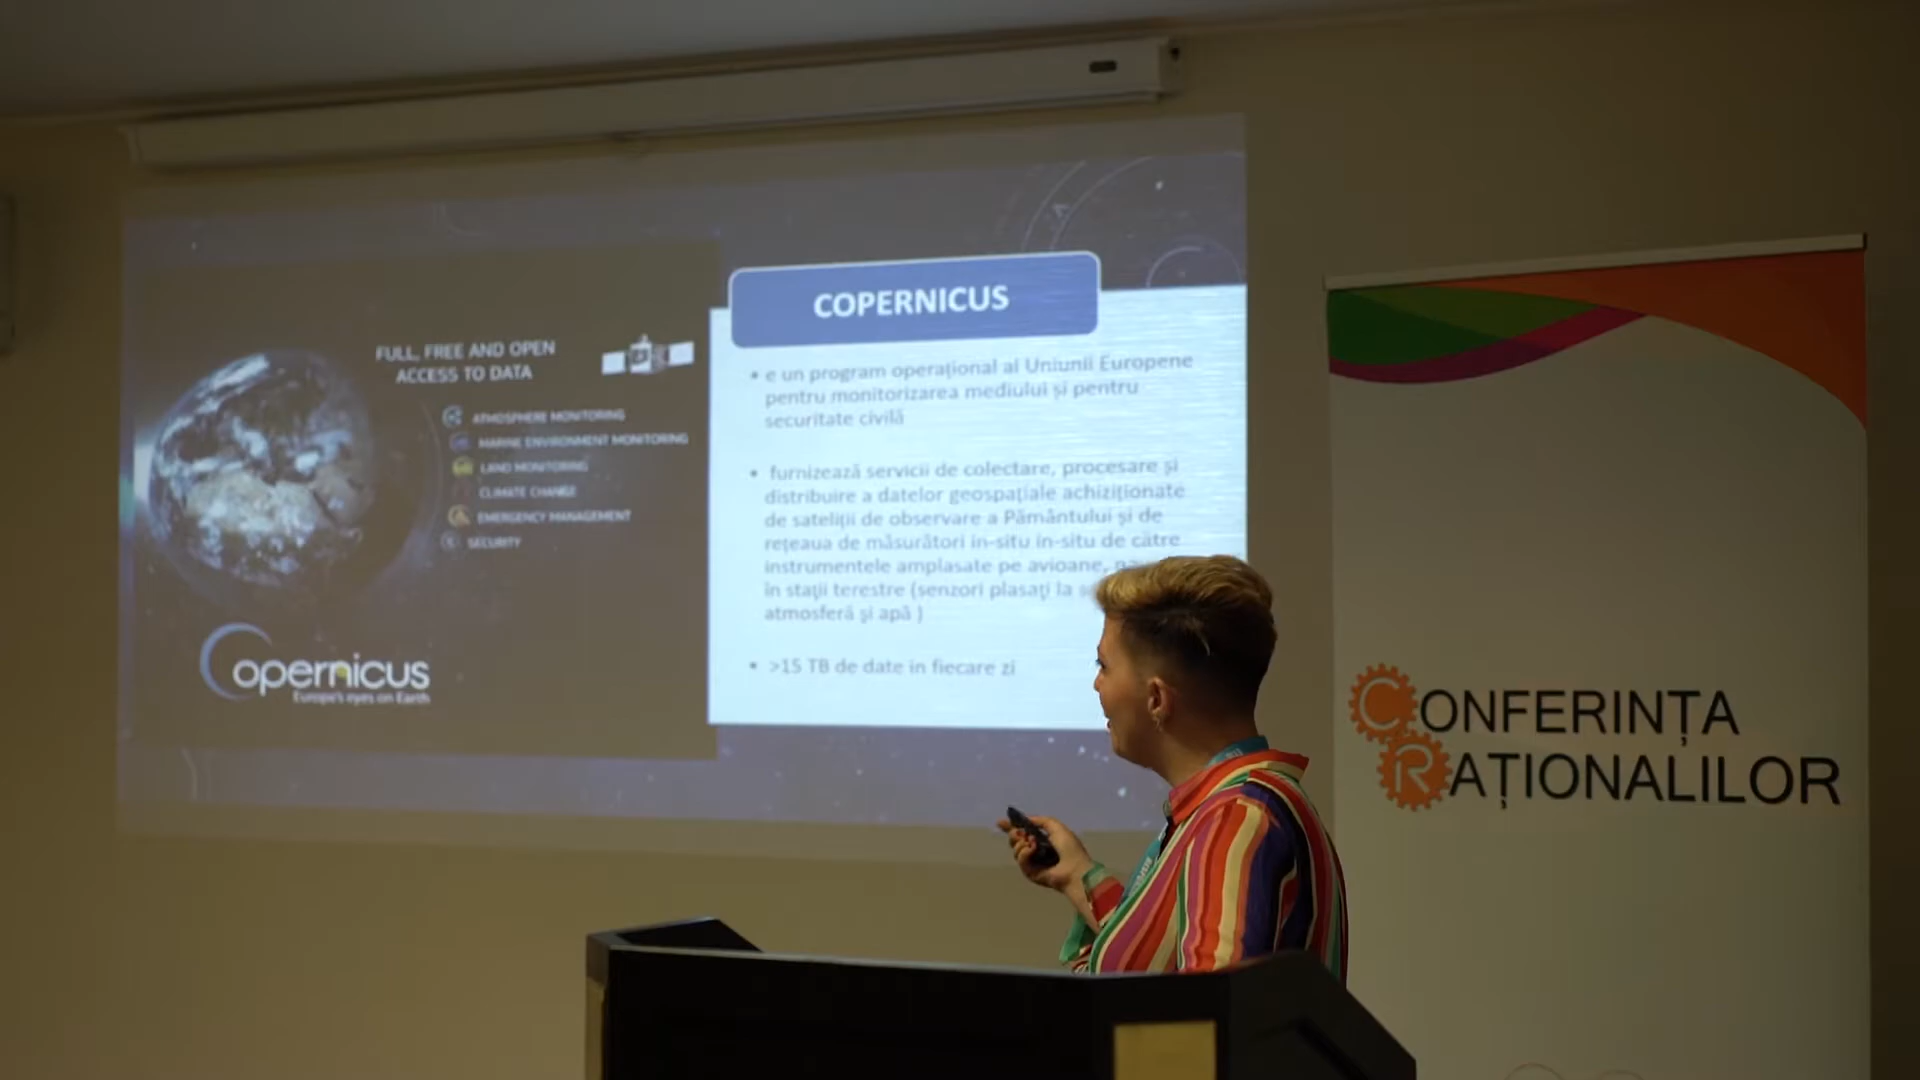 FULL, FREE AND OPEN
ACCESS TO DATA
ATMOSPHERE MONITORING
MARINE ENVIRONMENT MONITORING
LAND MONITORING
CLIMATE CHANGE
EMERGENCY MANAGEMENT
SECURITY
Copernicus
Europe's eyes on Earth
COPERNICUS
• e un program operațional al Uniunii Europene
pentru monitorizarea mediului și pentru
securitate civilă
• furnizează servicii de colectare, procesare și
distribuire a datelor geospațiale achiziționate
de sateliții de observare a Pământului și de
rețeaua de măsurători in-situ in-situ de către
instrumentele amplasate pe avioane,
în stații terestre (senzori plasați la
atmosferă și apă )
• >15 TB de date in fiecare zi
CONFERINȚA
RAȚIONALILOR